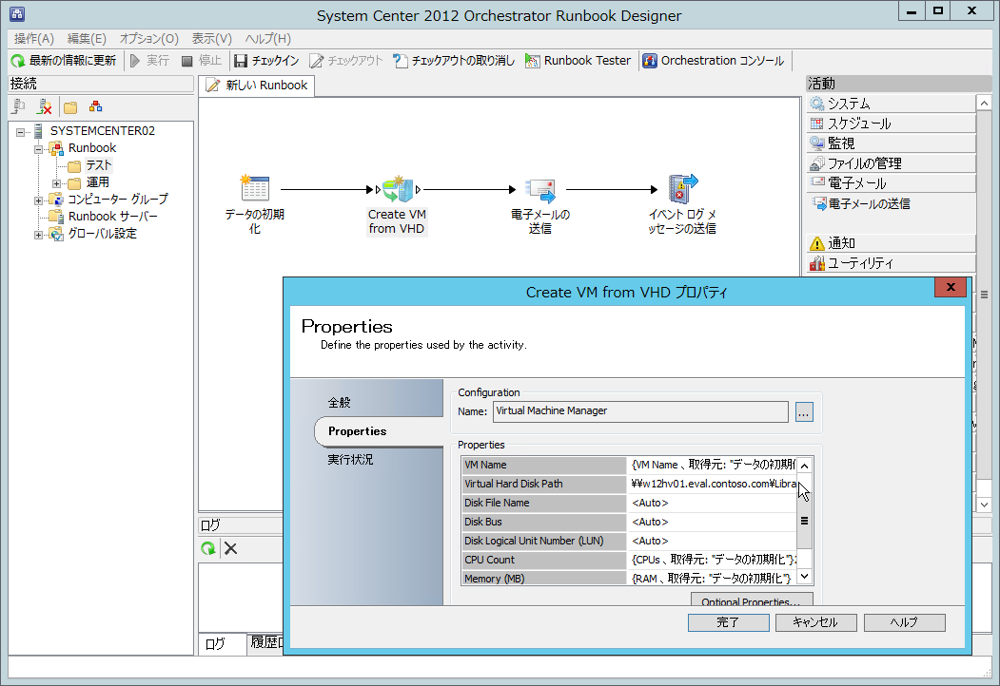 System Center 2012 Orchestrator Runbook Designer
操作(A) 編集(E) オプション(O) 表示(V) ヘルプ(H)
最新の情報に更新 実行 停止 チェックイン チェックアウト チェックアウトの取り消し Runbook Tester Orchestration コンソール
接続
SYSTEMCENTER02
Runbook
テスト
運用
コンピューター グループ
Runbook サーバー
グローバル設定
新しい Runbook
データの初期
化
Create VM
from VHD
電子メールの
送信
イベント ログ メ
ッセージの送信
活動
システム
スケジュール
監視
ファイルの管理
電子メール
電子メールの送信
通知
ユーティリティ
ログ
ログ
履歴ロ
Create VM from VHD プロパティ
Properties
Define the properties used by the activity.
全般
Properties
実行状況
Configuration
Name: Virtual Machine Manager ...
Properties
VM Name {VM Name 、取得元: "データの初期化
Virtual Hard Disk Path ¥¥w12hv01.eval.contoso.com¥Libra
Disk File Name <Auto>
Disk Bus <Auto>
Disk Logical Unit Number (LUN) <Auto>
CPU Count {CPUs 、取得元: "データの初期化"}
Memory (MB) {RAM 、取得元: "データの初期化"}
Optional Properties...
完了 キャンセル ヘルプ